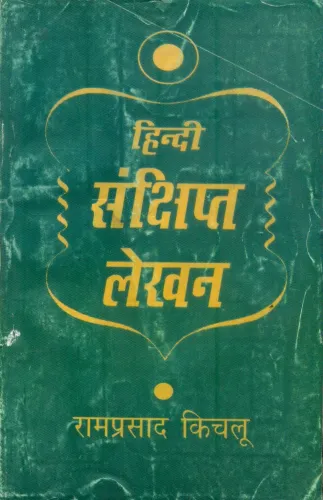 हिन्दी
संक्षिप्त
लेखन
रामप्रसाद किचलू